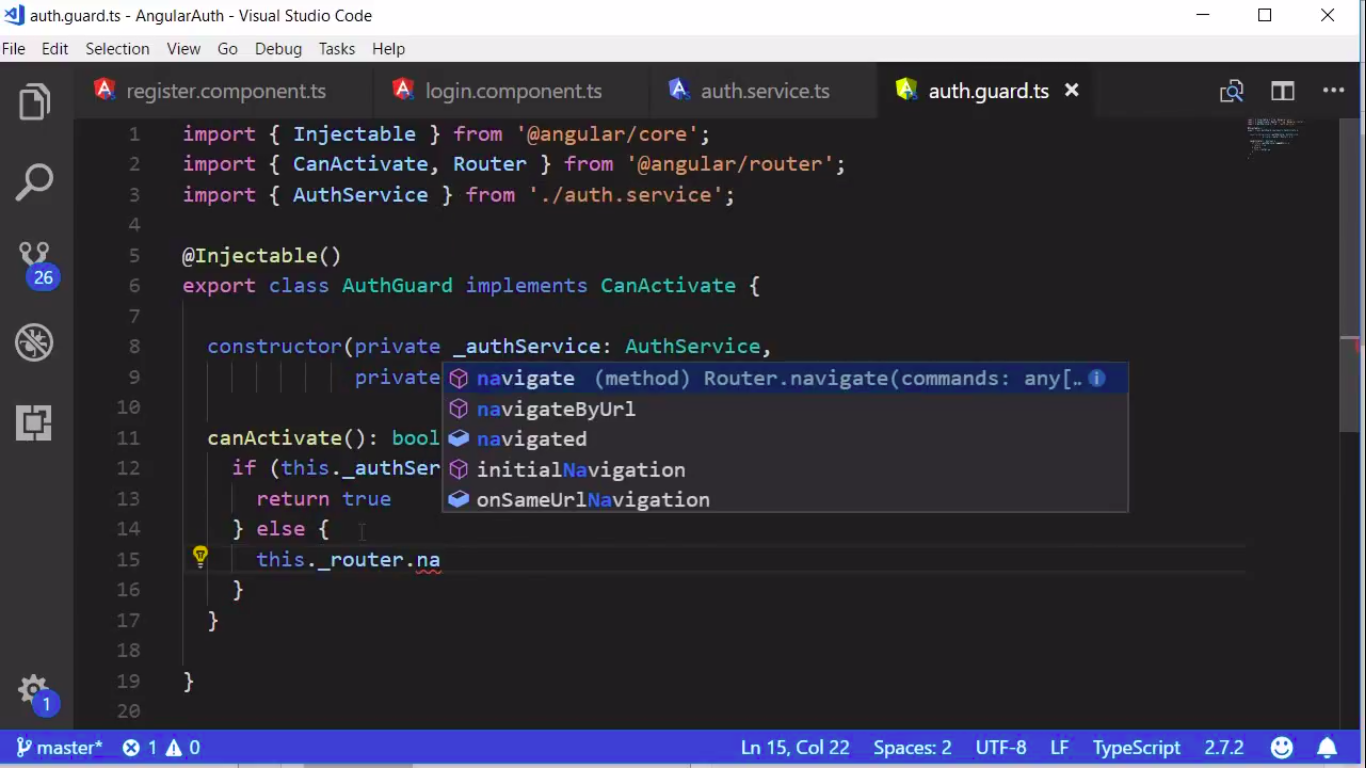 auth.guard.ts - AngularAuth - Visual Studio Code
File Edit Selection View Go Debug Tasks Help
register.component.ts login.component.ts auth.service.ts auth.guard.ts
1 import { Injectable } from '@angular/core';
2 import { CanActivate, Router } from '@angular/router';
3 import { AuthService } from './auth.service';
4
5 @Injectable()
6 export class AuthGuard implements CanActivate {
7
8 constructor(private _authService: AuthService,
9 private
navigate (method) Router.navigate(commands: any[…
10
navigateByUrl
11 canActivate(): bool
navigated
12 if (this._authSer
initialNavigation
13 return true
onSameUrlNavigation
14 } else {
15 this._router.na
16 }
17 }
18
19 }
20
26
1
master* 1 0 Ln 15, Col 22 Spaces: 2 UTF-8 LF TypeScript 2.7.2